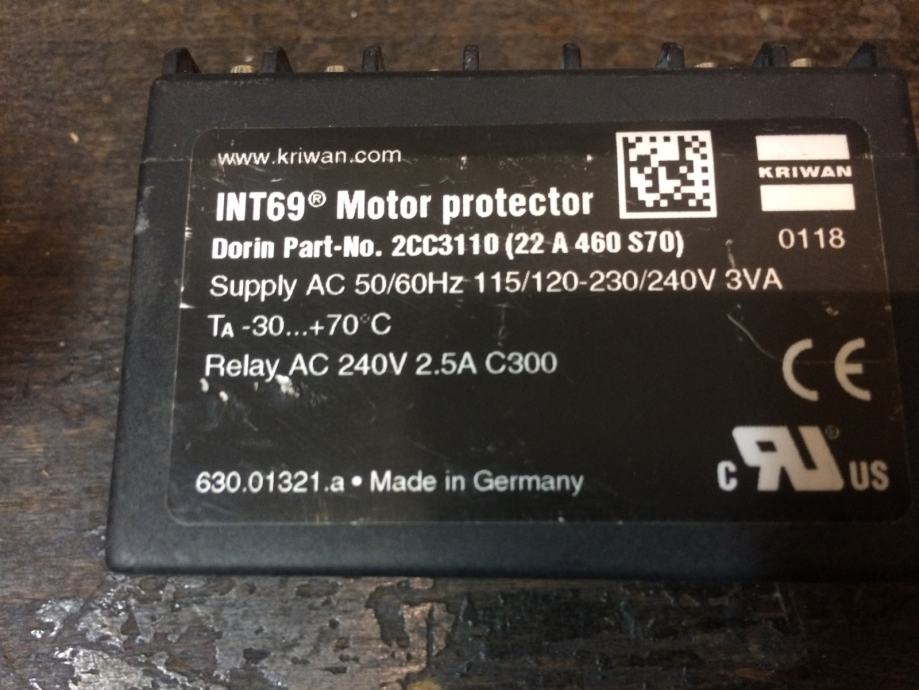 www.kriwan.com
KRIWAN
INT69® Motor protector
Dorin Part-No. 2CC3110 (22 A 460 S70)
0118
Supply AC 50/60Hz 115/120-230/240V 3VA
TA -30...+70°C
Relay AC 240V 2.5A C300
CE
630.01321.a • Made in Germany
C RU® US